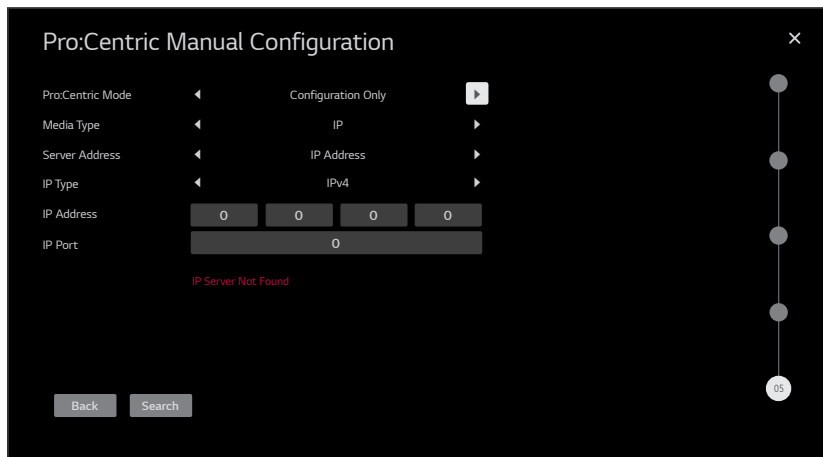 Pro:Centric Manual Configuration
Pro:Centric Mode Configuration Only
Media Type IP
Server Address IP Address
IP Type IPv4
IP Address 0 0 0 0
IP Port 0
IP Server Not Found
Back Search
05